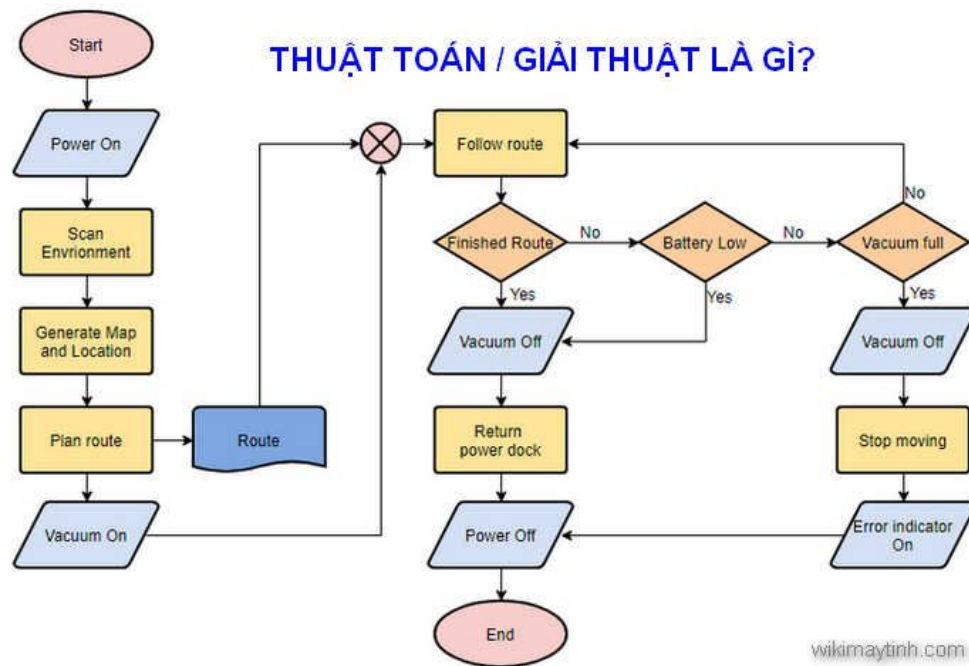 Start
THUẬT TOÁN / GIẢI THUẬT LÀ GÌ?
Power On
Scan
Envrionment
Generate Map
and Location
Plan route
Route
Vacuum On
Follow route
Finished Route
No
Battery Low
No
Vacuum full
No
Yes
Yes
Yes
Vacuum Off
Vacuum Off
Return
power dock
Stop moving
Power Off
Error indicator
On
End
wikimaytinh.com